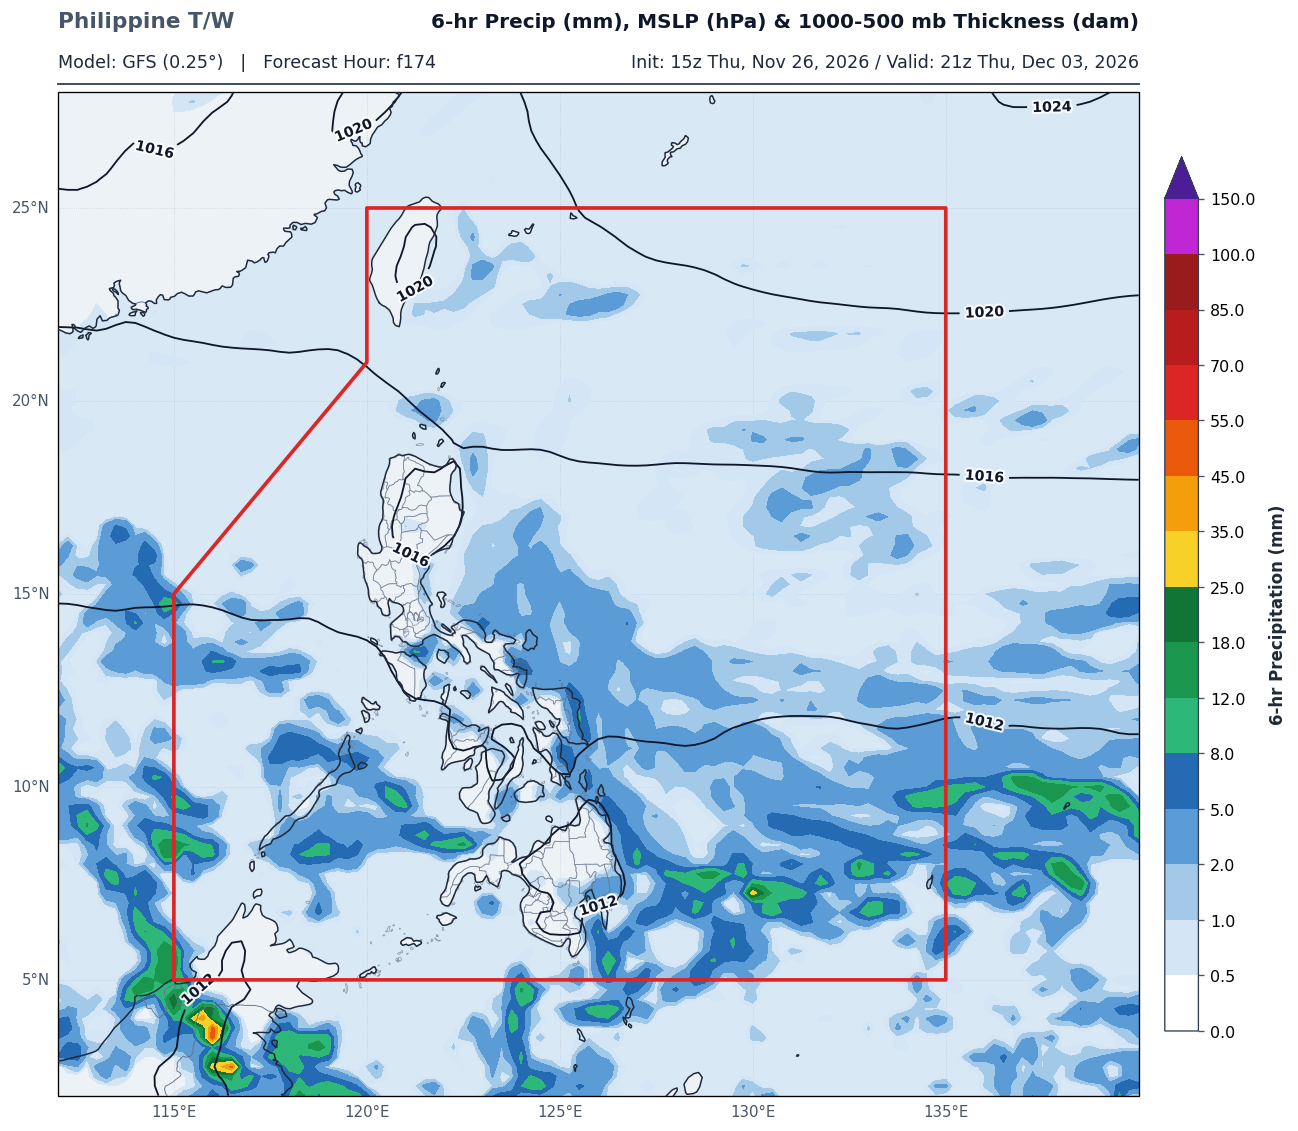 Philippine T/W
6-hr Precip (mm), MSLP (hPa) & 1000-500 mb Thickness (dam)
Model: GFS (0.25°) | Forecast Hour: f174
Init: 15z Thu, Nov 26, 2026 / Valid: 21z Thu, Dec 03, 2026
1024
1020
1016
1020
1020
1016
1016
1012
1012
1012
25°N
20°N
15°N
10°N
5°N
115°E
120°E
125°E
130°E
135°E
150.0
100.0
85.0
70.0
55.0
45.0
35.0
25.0
18.0
12.0
8.0
5.0
2.0
1.0
0.5
0.0
6-hr Precipitation (mm)